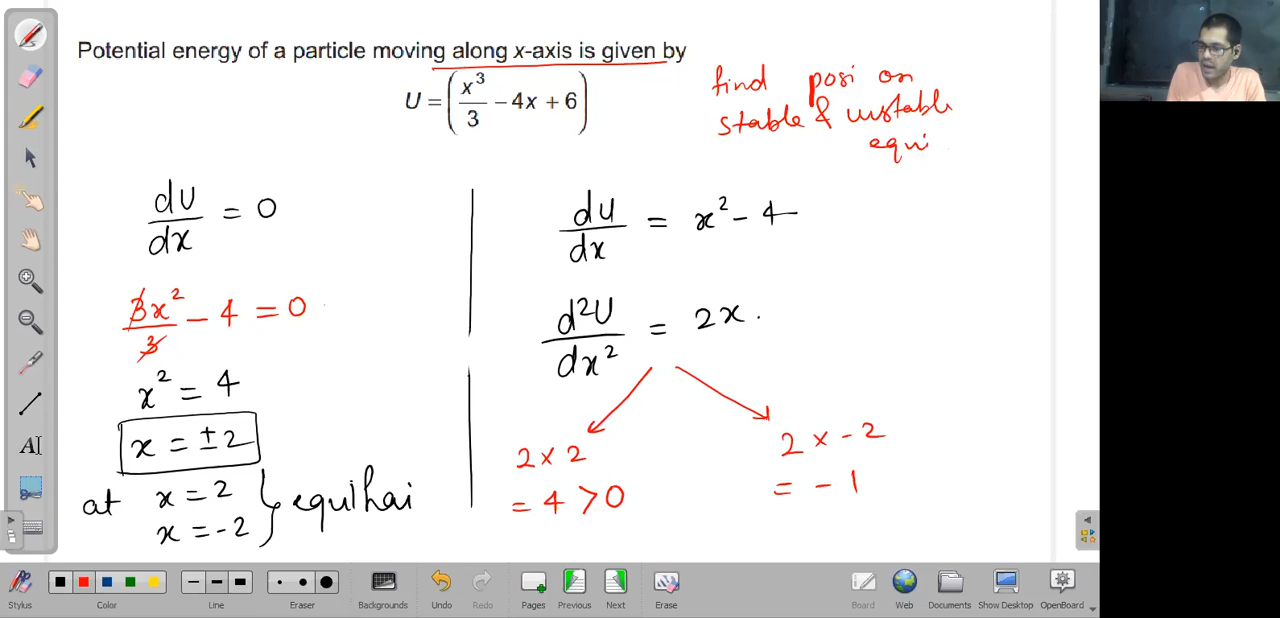 Potential energy of a particle moving along x-axis is given by
U = (x³/3 − 4x + 6)
find posi on
stable & unstable
equi
dU/dx = 0
3x²/3 − 4 = 0
x² = 4
x = ±2
at x = 2
x = −2
} equi hai
dU/dx = x² − 4
d²U/dx² = 2x.
2 × 2
= 4 > 0
2 × − 2
= − 1
Stylus
Color
Line
Eraser
Backgrounds
Undo
Redo
Pages
Previous
Next
Erase
Board
Web
Documents
Show Desktop
OpenBoard